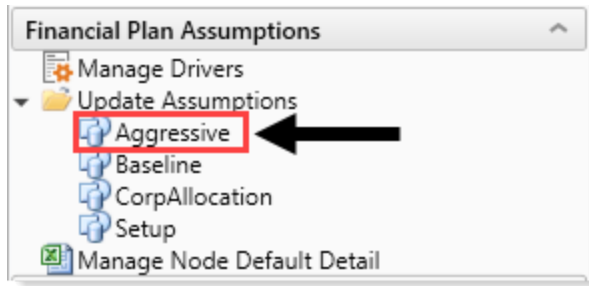 Financial Plan Assumptions
Manage Drivers
Update Assumptions
Aggressive
Baseline
CorpAllocation
Setup
Manage Node Default Detail